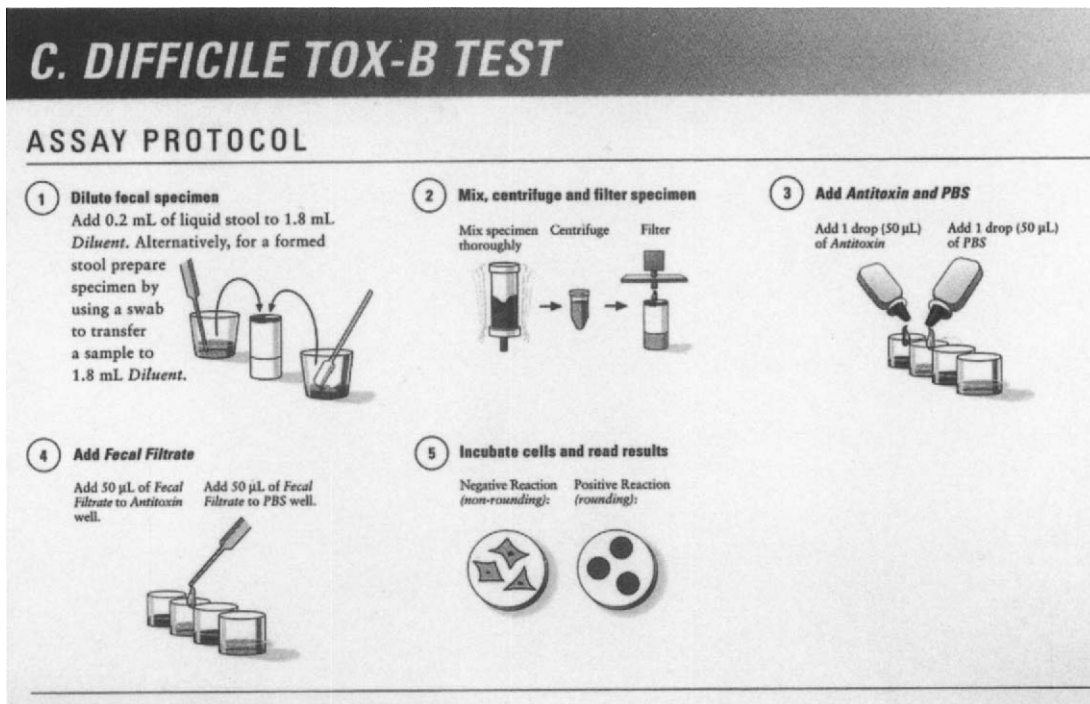 C. DIFFICILE TOX-B TEST
ASSAY PROTOCOL
1 Dilute fecal specimen
Add 0.2 mL of liquid stool to 1.8 mL
Diluent. Alternatively, for a formed
stool prepare
specimen by
using a swab
to transfer
a sample to
1.8 mL Diluent.
2 Mix, centrifuge and filter specimen
Mix specimen
thoroughly
Centrifuge
Filter
3 Add Antitoxin and PBS
Add 1 drop (50 µL)
of Antitoxin
Add 1 drop (50 µL)
of PBS
4 Add Fecal Filtrate
Add 50 µL of Fecal
Filtrate to Antitoxin
well.
Add 50 µL of Fecal
Filtrate to PBS well.
5 Incubate cells and read results
Negative Reaction
(non-rounding):
Positive Reaction
(rounding):